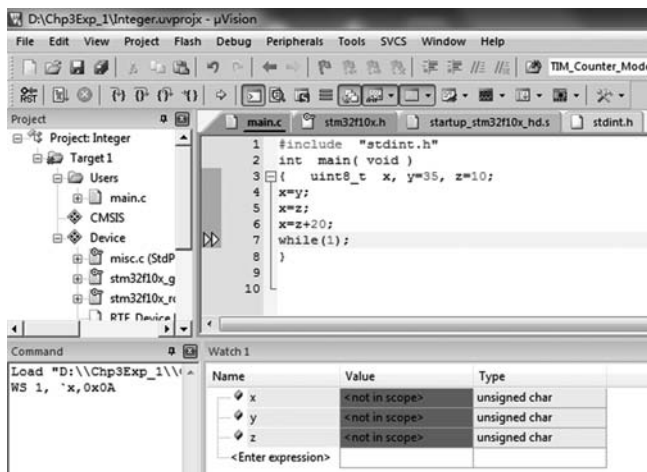 D:\Chp3Exp_1\Integer.uvprojx - µVision
File Edit View Project Flash Debug Peripherals Tools SVCS Window Help
TIM_Counter_Mode
RST
Project
main.c stm32f10x.h startup_stm32f10x_hd.s stdint.h
Project: Integer
Target 1
Users
main.c
CMSIS
Device
misc.c (StdP
stm32f10x_g
stm32f10x_rc
RTE_Device
1 #include "stdint.h"
2 int main( void )
3 { uint8_t x, y=35, z=10;
4 x=y;
5 x=z;
6 x=z+20;
7 while(1);
8 }
9
10
Command
Load "D:\\Chp3Exp_1\\
WS 1, `x,0x0A
Watch 1
Name Value Type
x <not in scope> unsigned char
y <not in scope> unsigned char
z <not in scope> unsigned char
<Enter expression>